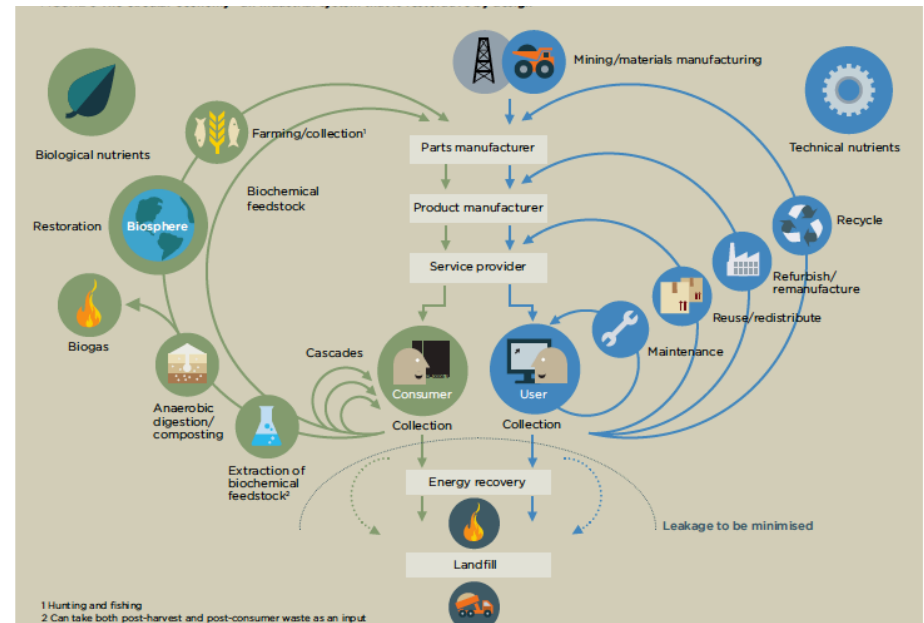 Mining/materials manufacturing
Biological nutrients
Farming/collection1
Parts manufacturer
Technical nutrients
Biochemical
feedstock
Product manufacturer
Restoration
Biosphere
Recycle
Service provider
Refurbish/
remanufacture
Reuse/redistribute
Biogas
Cascades
Maintenance
Consumer
User
Anaerobic
digestion/
composting
Collection
Collection
Extraction of
biochemical
feedstock2
Energy recovery
Leakage to be minimised
Landfill
1 Hunting and fishing
2 Can take both post-harvest and post-consumer waste as an input